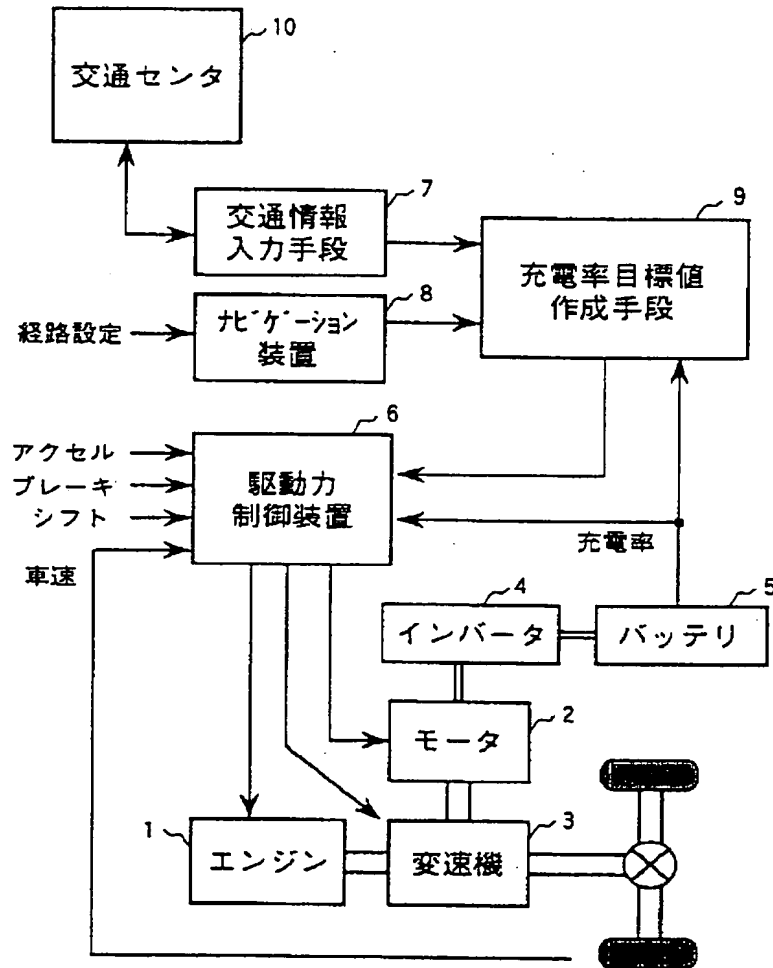 10
交通センタ
7
交通情報
入力手段
9
充電率目標値
作成手段
8
経路設定
ナビゲーション
装置
6
アクセル
ブレーキ
シフト
車速
駆動力
制御装置
充電率
4
インバータ
5
バッテリ
2
モータ
1
エンジン
3
変速機